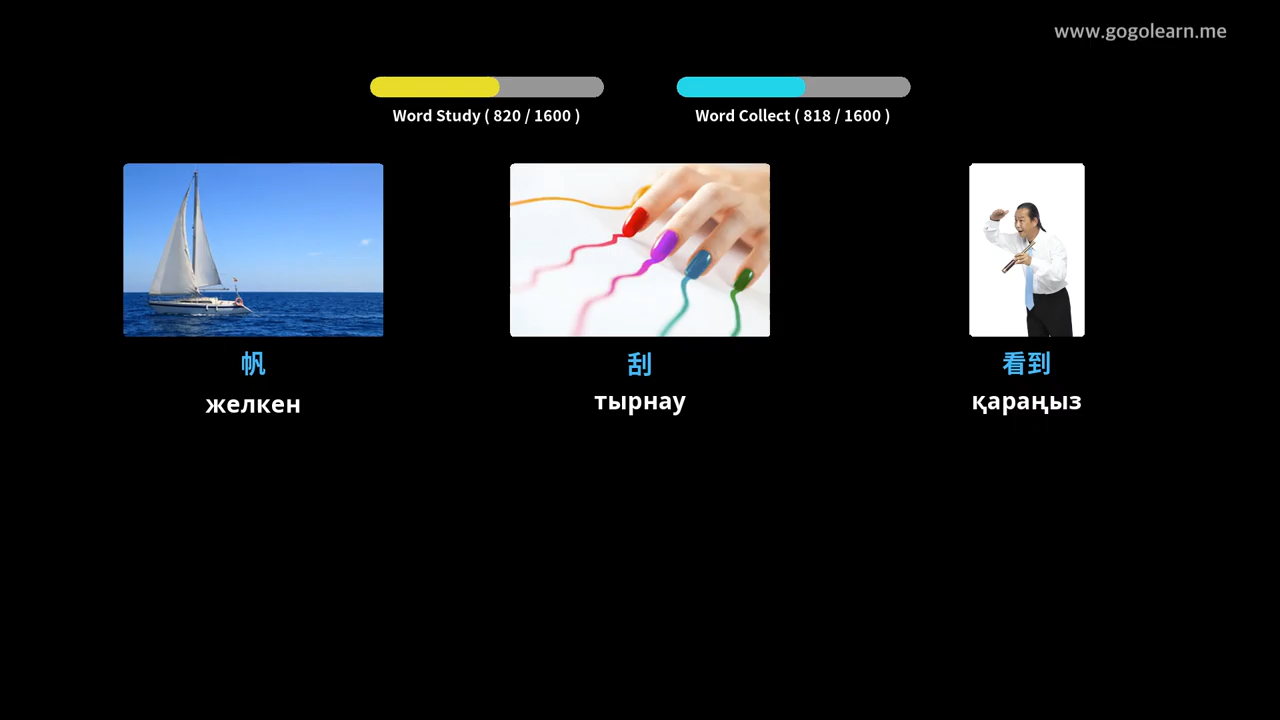 www.gogolearn.me
Word Study ( 820 / 1600 )
Word Collect ( 818 / 1600 )
帆
刮
看到
желкен
тырнау
қараңыз